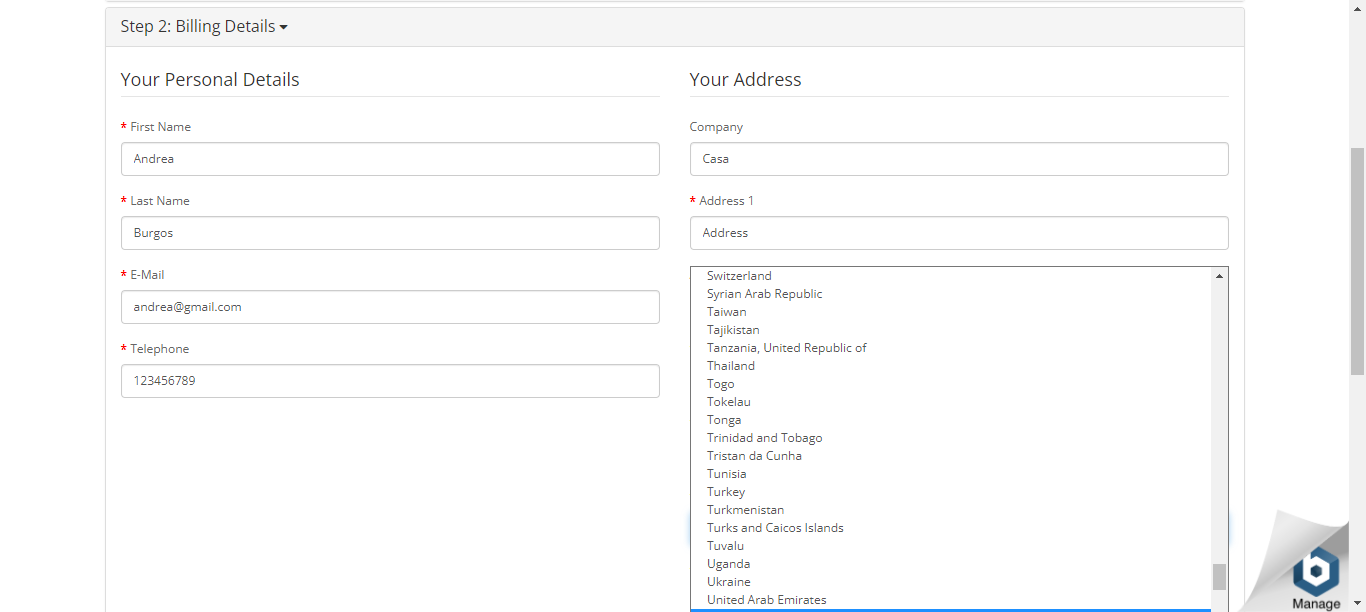 Step 2: Billing Details
Your Personal Details
* First Name
Andrea
* Last Name
Burgos
* E-Mail
andrea@gmail.com
* Telephone
123456789
Your Address
Company
Casa
* Address 1
Address
Switzerland
Syrian Arab Republic
Taiwan
Tajikistan
Tanzania, United Republic of
Thailand
Togo
Tokelau
Tonga
Trinidad and Tobago
Tristan da Cunha
Tunisia
Turkey
Turkmenistan
Turks and Caicos Islands
Tuvalu
Uganda
Ukraine
United Arab Emirates
b
Manage